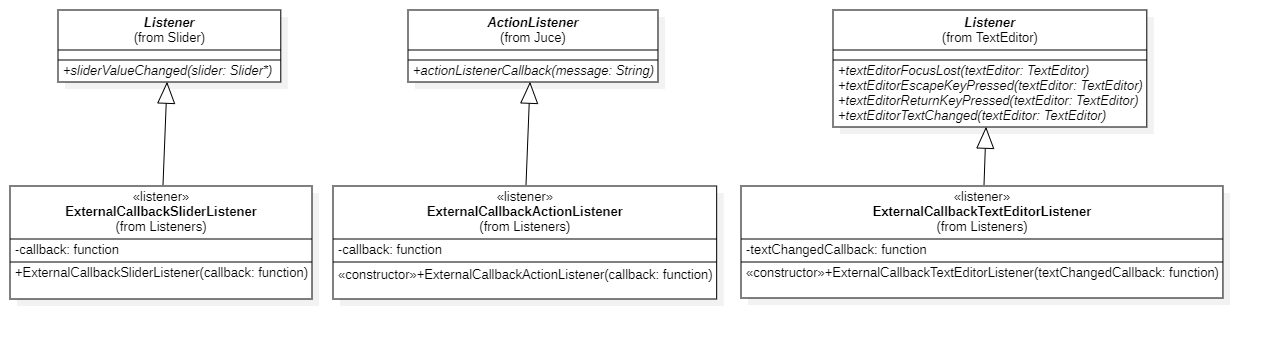 Listener
(from Slider)
+sliderValueChanged(slider: Slider*)
ActionListener
(from Juce)
+actionListenerCallback(message: String)
Listener
(from TextEditor)
+textEditorFocusLost(textEditor: TextEditor)
+textEditorEscapeKeyPressed(textEditor: TextEditor)
+textEditorReturnKeyPressed(textEditor: TextEditor)
+textEditorTextChanged(textEditor: TextEditor)
«listener»
ExternalCallbackSliderListener
(from Listeners)
-callback: function
+ExternalCallbackSliderListener(callback: function)
«listener»
ExternalCallbackActionListener
(from Listeners)
-callback: function
«constructor»+ExternalCallbackActionListener(callback: function)
«listener»
ExternalCallbackTextEditorListener
(from Listeners)
-textChangedCallback: function
«constructor»+ExternalCallbackTextEditorListener(textChangedCallback: function)